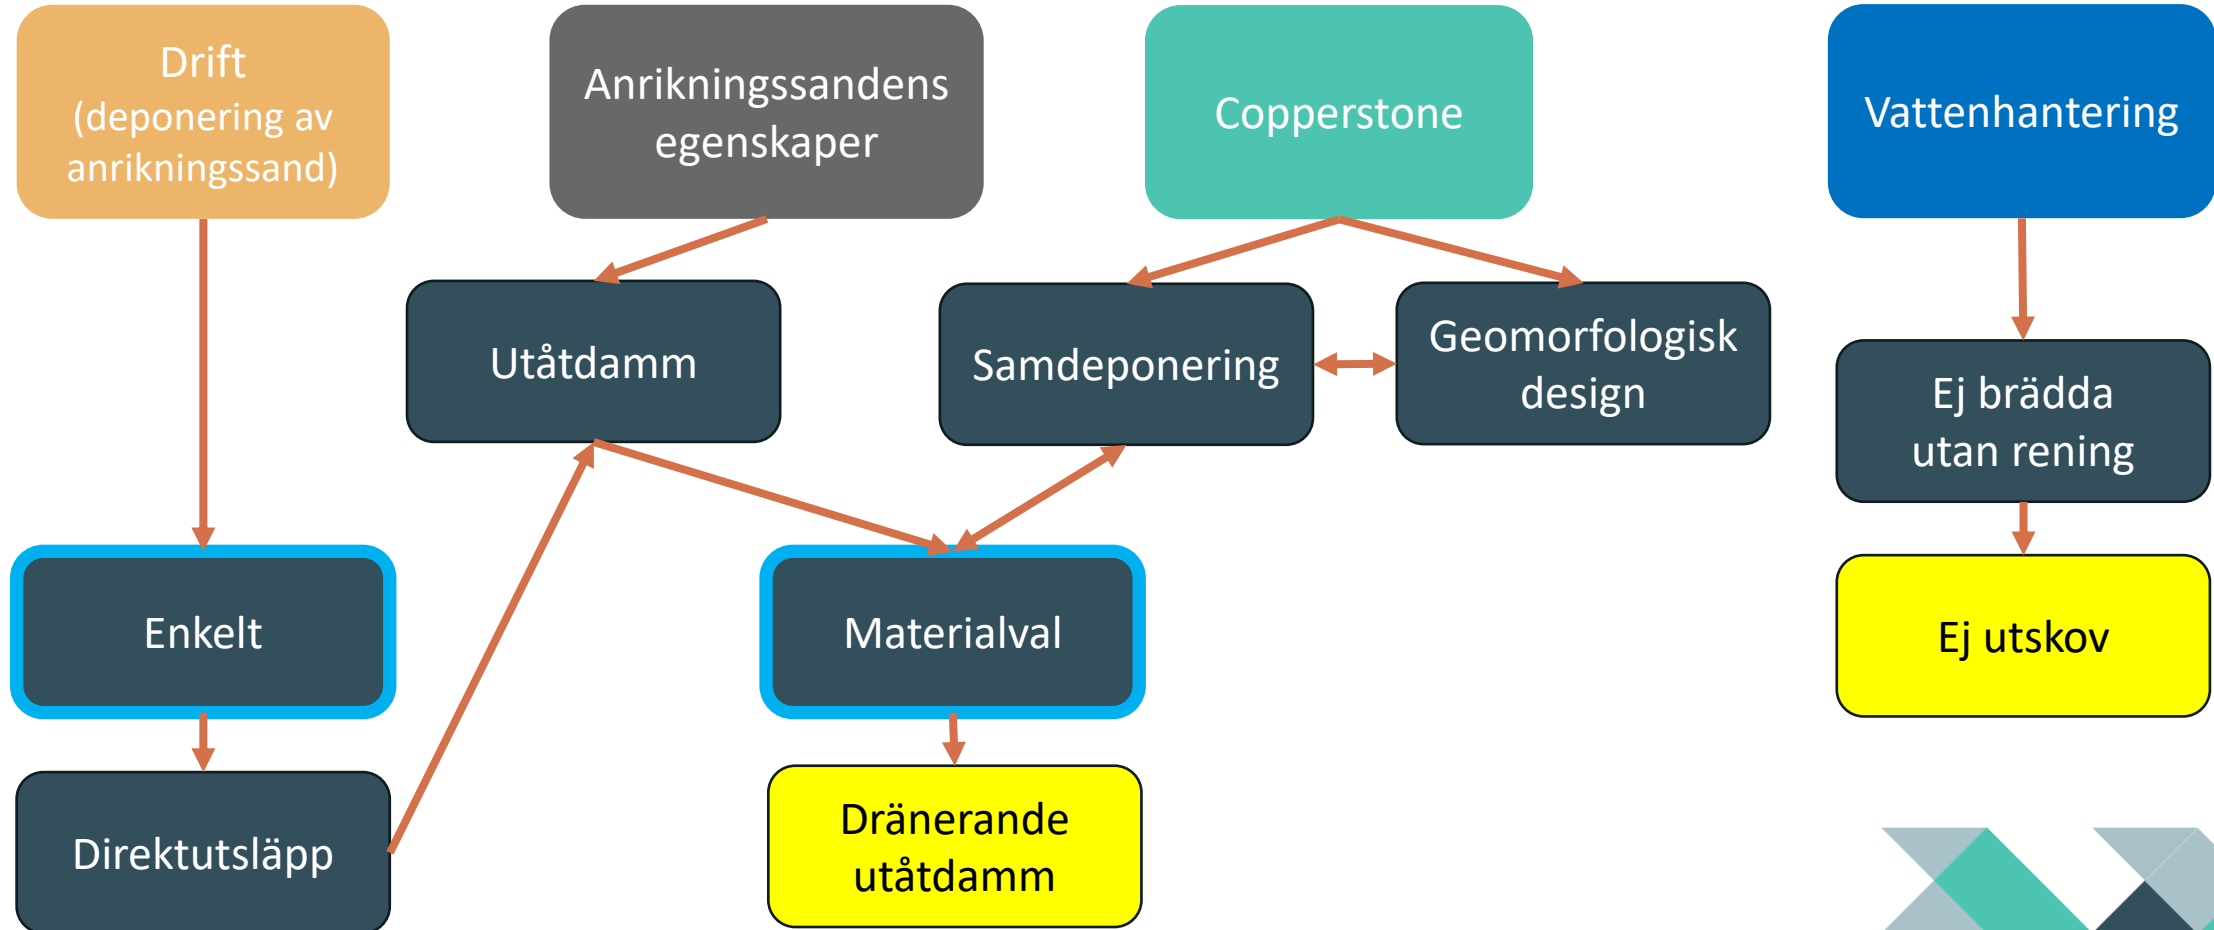 Drift
(deponering av
anrikningssand)
Anrikningssandens
egenskaper
Copperstone
Vattenhantering
Utåtdamm
Samdeponering
Geomorfologisk
design
Ej brädda
utan rening
Enkelt
Materialval
Ej utskov
Direktutsläpp
Dränerande
utåtdamm